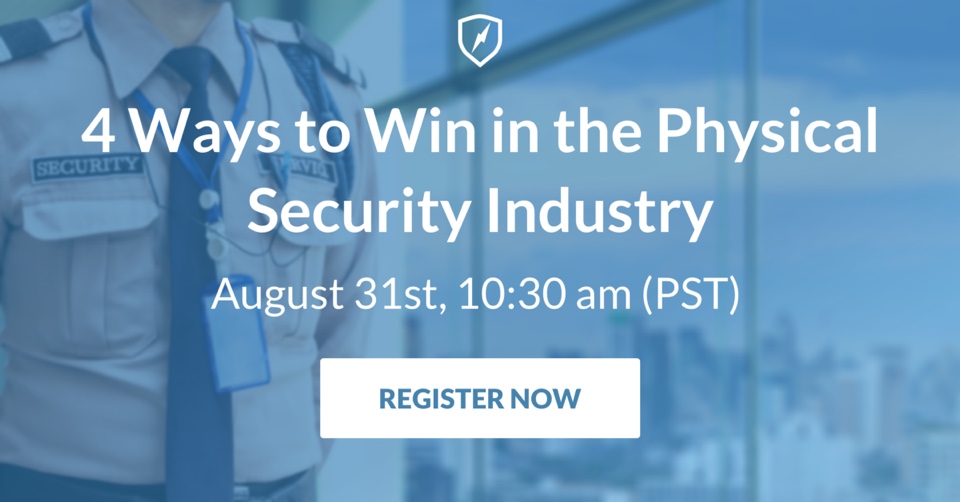 4 Ways to Win in the Physical
Security Industry
SECURITY
August 31st, 10:30 am (PST)
REGISTER NOW